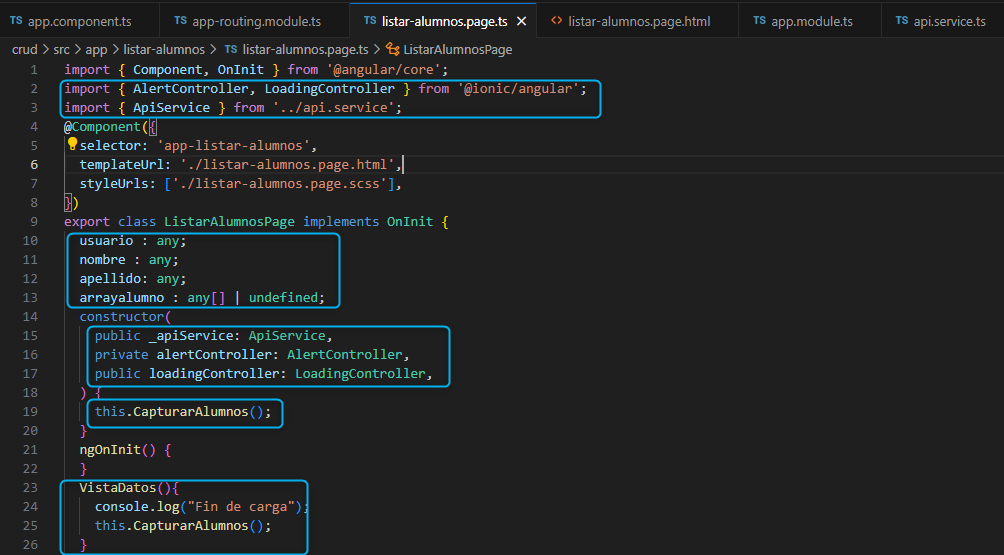 TS app.component.ts TS app-routing.module.ts TS listar-alumnos.page.ts × <> listar-alumnos.page.html TS app.module.ts TS api.service.ts
crud > src > app > listar-alumnos > TS listar-alumnos.page.ts > ListarAlumnosPage
1 import { Component, OnInit } from '@angular/core';
2 import { AlertController, LoadingController } from '@ionic/angular';
3 import { ApiService } from '../api.service';
4 @Component({
5 selector: 'app-listar-alumnos',
6 templateUrl: './listar-alumnos.page.html',
7 styleUrls: ['./listar-alumnos.page.scss'],
8 })
9 export class ListarAlumnosPage implements OnInit {
10 usuario : any;
11 nombre : any;
12 apellido: any;
13 arrayalumno : any[] | undefined;
14 constructor(
15 public _apiService: ApiService,
16 private alertController: AlertController,
17 public loadingController: LoadingController,
18 ) {
19 this.CapturarAlumnos();
20 }
21 ngOnInit() {
22 }
23 VistaDatos(){
24 console.log("Fin de carga");
25 this.CapturarAlumnos();
26 }